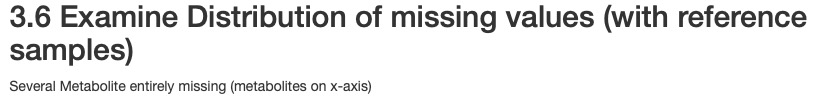 3.6 Examine Distribution of missing values (with reference
samples)
Several Metabolite entirely missing (metabolites on x-axis)